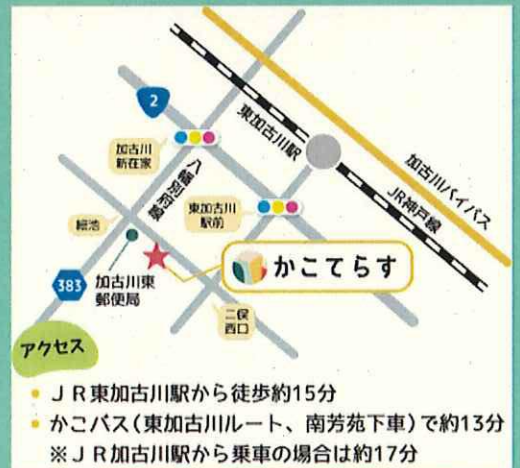 2
加古川
新在家
八幡別府線
東加古川駅
加古川バイパス
JR神戸線
東加古川
駅前
細池
かこてらす
383
加古川東
郵便局
二俣
西口
アクセス
JR東加古川駅から徒歩約15分
かこバス(東加古川ルート、南芳苑下車)で約13分
※JR加古川駅から乗車の場合は約17分